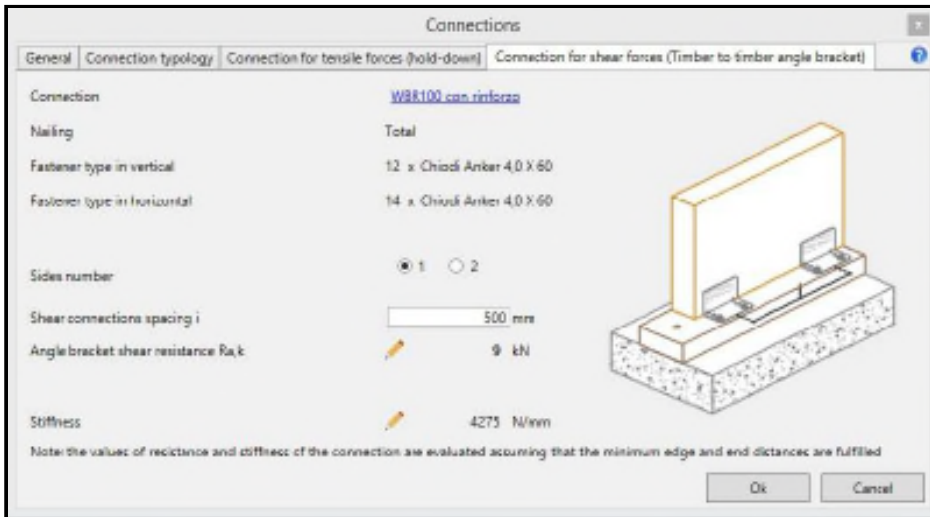 Connections
General Connection typology Connection for tensile forces (hold-down) Connection for shear forces (Timber to timber angle bracket)
Connection WBR100 con rinforzo
Nailing Total
Fastener type in vertical 12 x Chiodi Anker 4,0 X 60
Fastener type in horizontal 14 x Chiodi Anker 4,0 X 60
Sides number 1 2
Shear connections spacing i 500 mm
Angle bracket shear resistance Ra,k 9 kN
Stiffness 4275 N/mm
Note: the values of resistance and stiffness of the connection are evaluated assuming that the minimum edge and end distances are fulfilled
Ok Cancel